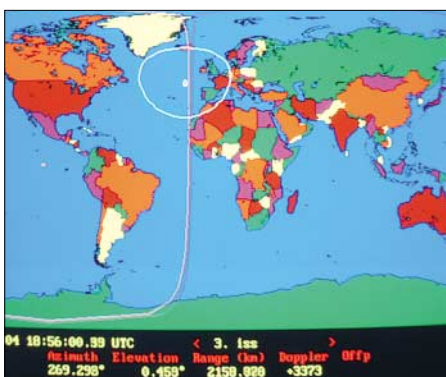 04 18:56:00.99 UTC < 3. iss >
Azimuth Elevation Range (km) Doppler Offp
269.298° 0.459° 2158.020 +3373